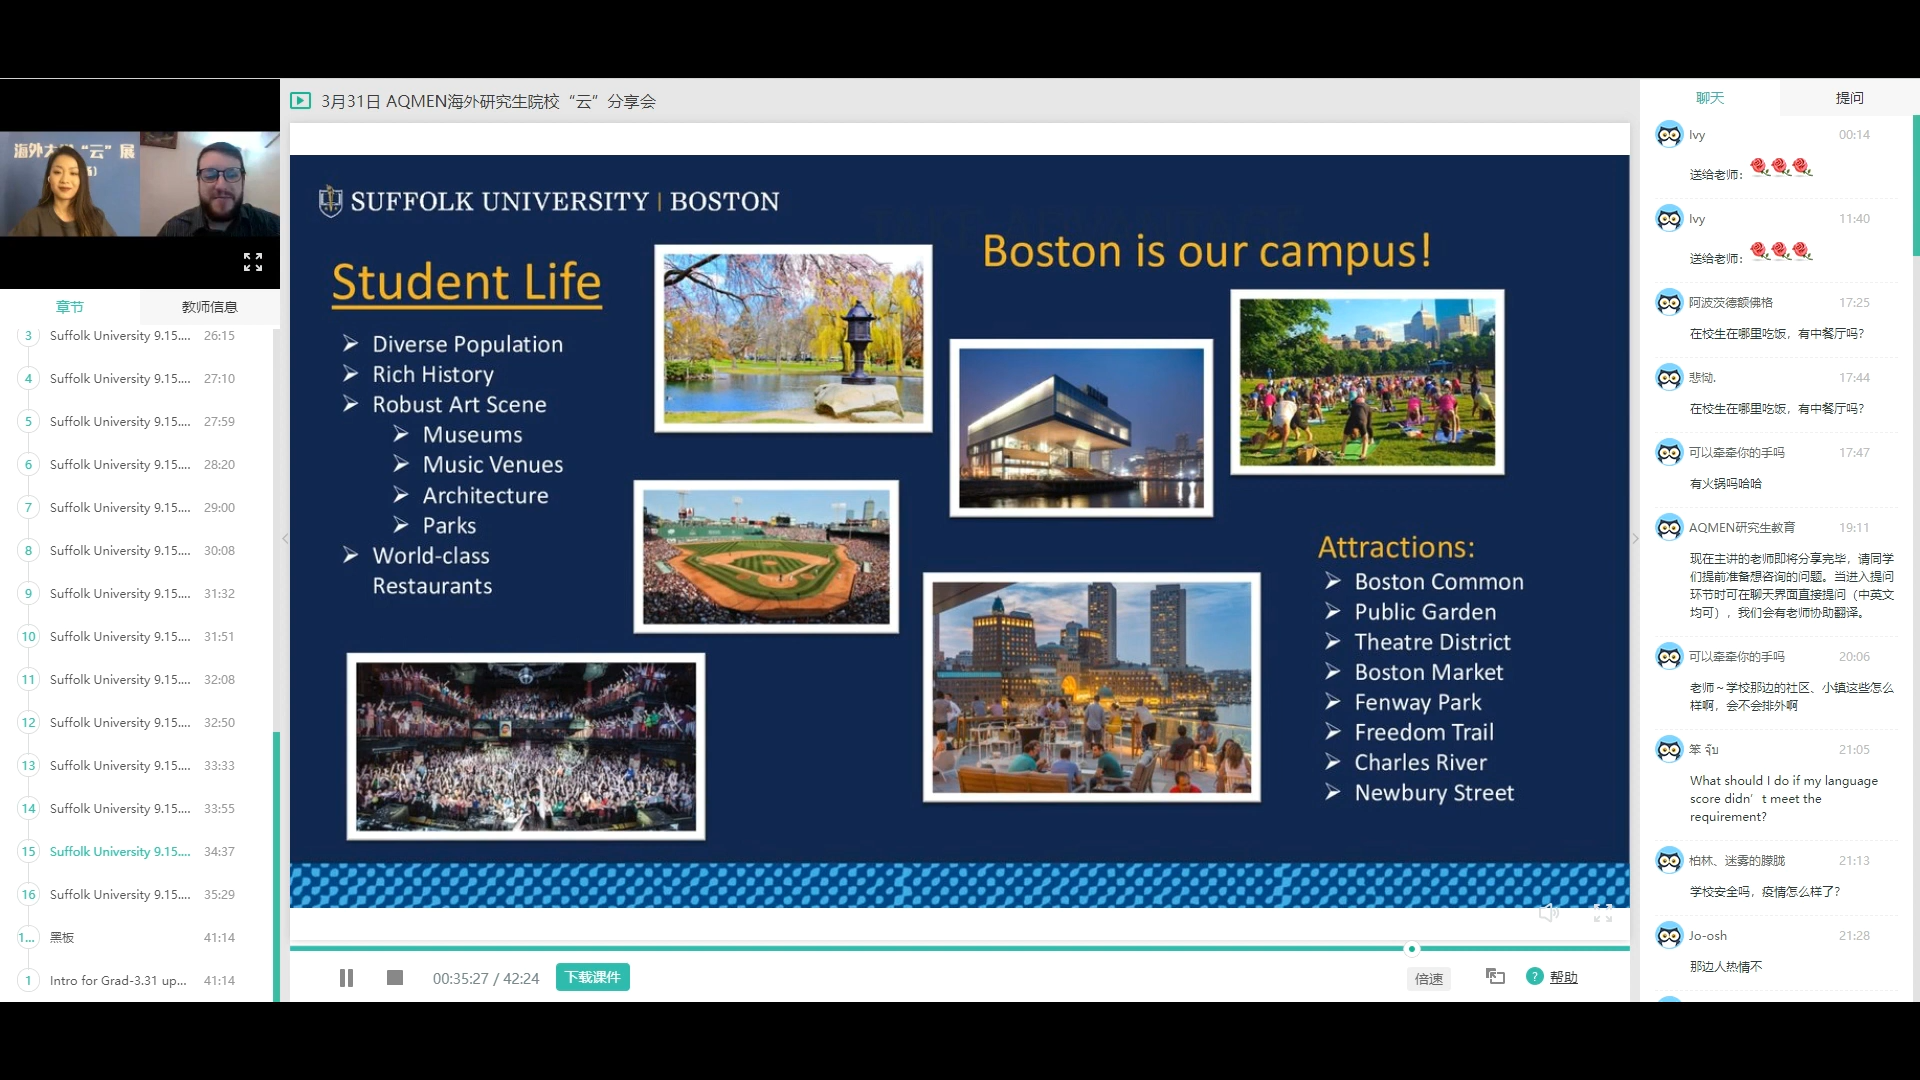 3月31日 AQMEN海外研究生院校“云”分享会
海外大学“云”展
章节
教师信息
3 Suffolk University 9.15.... 26:15
4 Suffolk University 9.15.... 27:10
5 Suffolk University 9.15.... 27:59
6 Suffolk University 9.15.... 28:20
7 Suffolk University 9.15.... 29:00
8 Suffolk University 9.15.... 30:08
9 Suffolk University 9.15.... 31:32
10 Suffolk University 9.15.... 31:51
11 Suffolk University 9.15.... 32:08
12 Suffolk University 9.15.... 32:50
13 Suffolk University 9.15.... 33:33
14 Suffolk University 9.15.... 33:55
15 Suffolk University 9.15.... 34:37
16 Suffolk University 9.15.... 35:29
1... 黑板 41:14
1 Intro for Grad-3.31 up... 41:14
SUFFOLK UNIVERSITY | BOSTON
Student Life
Diverse Population
Rich History
Robust Art Scene
Museums
Music Venues
Architecture
Parks
World-class
Restaurants
Boston is our campus!
Attractions:
Boston Common
Public Garden
Theatre District
Boston Market
Fenway Park
Freedom Trail
Charles River
Newbury Street
00:35:27 / 42:24
下载课件
倍速
? 帮助
聊天
提问
Ivy 00:14
送给老师:
Ivy 11:40
送给老师:
阿波茨德额佛格 17:25
在校生在哪里吃饭，有中餐厅吗?
悲恸. 17:44
在校生在哪里吃饭，有中餐厅吗?
可以牵牵你的手吗 17:47
有火锅吗哈哈
AQMEN研究生教育 19:11
现在主讲的老师即将分享完毕，请同学
们提前准备想咨询的问题。当进入提问
环节时可在聊天界面直接提问（中英文
均可），我们会有老师协助翻译。
可以牵牵你的手吗 20:06
老师～学校那边的社区、小镇这些怎么
样啊，会不会排外啊
笨 21:05
What should I do if my language
score didn’t meet the
requirement?
柏林、迷雾的朦胧 21:13
学校安全吗，疫情怎么样了?
Jo-osh 21:28
那边人热情不